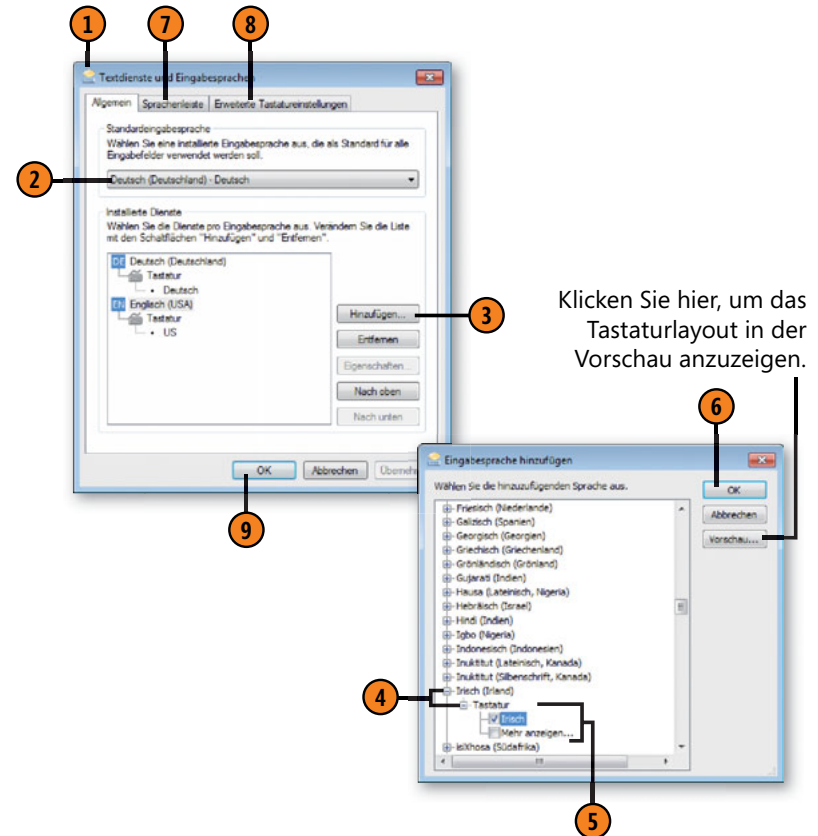 1
7
8
Textdienste und Eingabesprachen
Allgemein Sprachenleiste Erweiterte Tastatureinstellungen
Standardeingabesprache
Wählen Sie eine installierte Eingabesprache aus, die als Standard für alle
Eingabefelder verwendet werden soll.
2
Deutsch (Deutschland) - Deutsch
Installierte Dienste
Wählen Sie die Dienste pro Eingabesprache aus. Verändern Sie die Liste
mit den Schaltflächen "Hinzufügen" und "Entfernen".
DE Deutsch (Deutschland)
Tastatur
• Deutsch
EN Englisch (USA)
Tastatur
• US
Hinzufügen...
3
Entfernen
Eigenschaften...
Nach oben
Nach unten
OK Abbrechen Übernehm
9
Klicken Sie hier, um das
Tastaturlayout in der
Vorschau anzuzeigen.
6
Eingabesprache hinzufügen
Wählen Sie die hinzuzufügenden Sprache aus.
OK
Abbrechen
Vorschau...
Friesisch (Niederlande)
Galizisch (Spanien)
Georgisch (Georgien)
Griechisch (Griechenland)
Grönländisch (Grönland)
Gujarati (Indien)
Hausa (Lateinisch, Nigeria)
Hebräisch (Israel)
Hindi (Indien)
Igbo (Nigeria)
Indonesisch (Indonesien)
Inuktitut (Lateinisch, Kanada)
Inuktitut (Silbenschrift, Kanada)
4
Irisch (Irland)
Tastatur
Irisch
Mehr anzeigen...
isiXhosa (Südafrika)
5